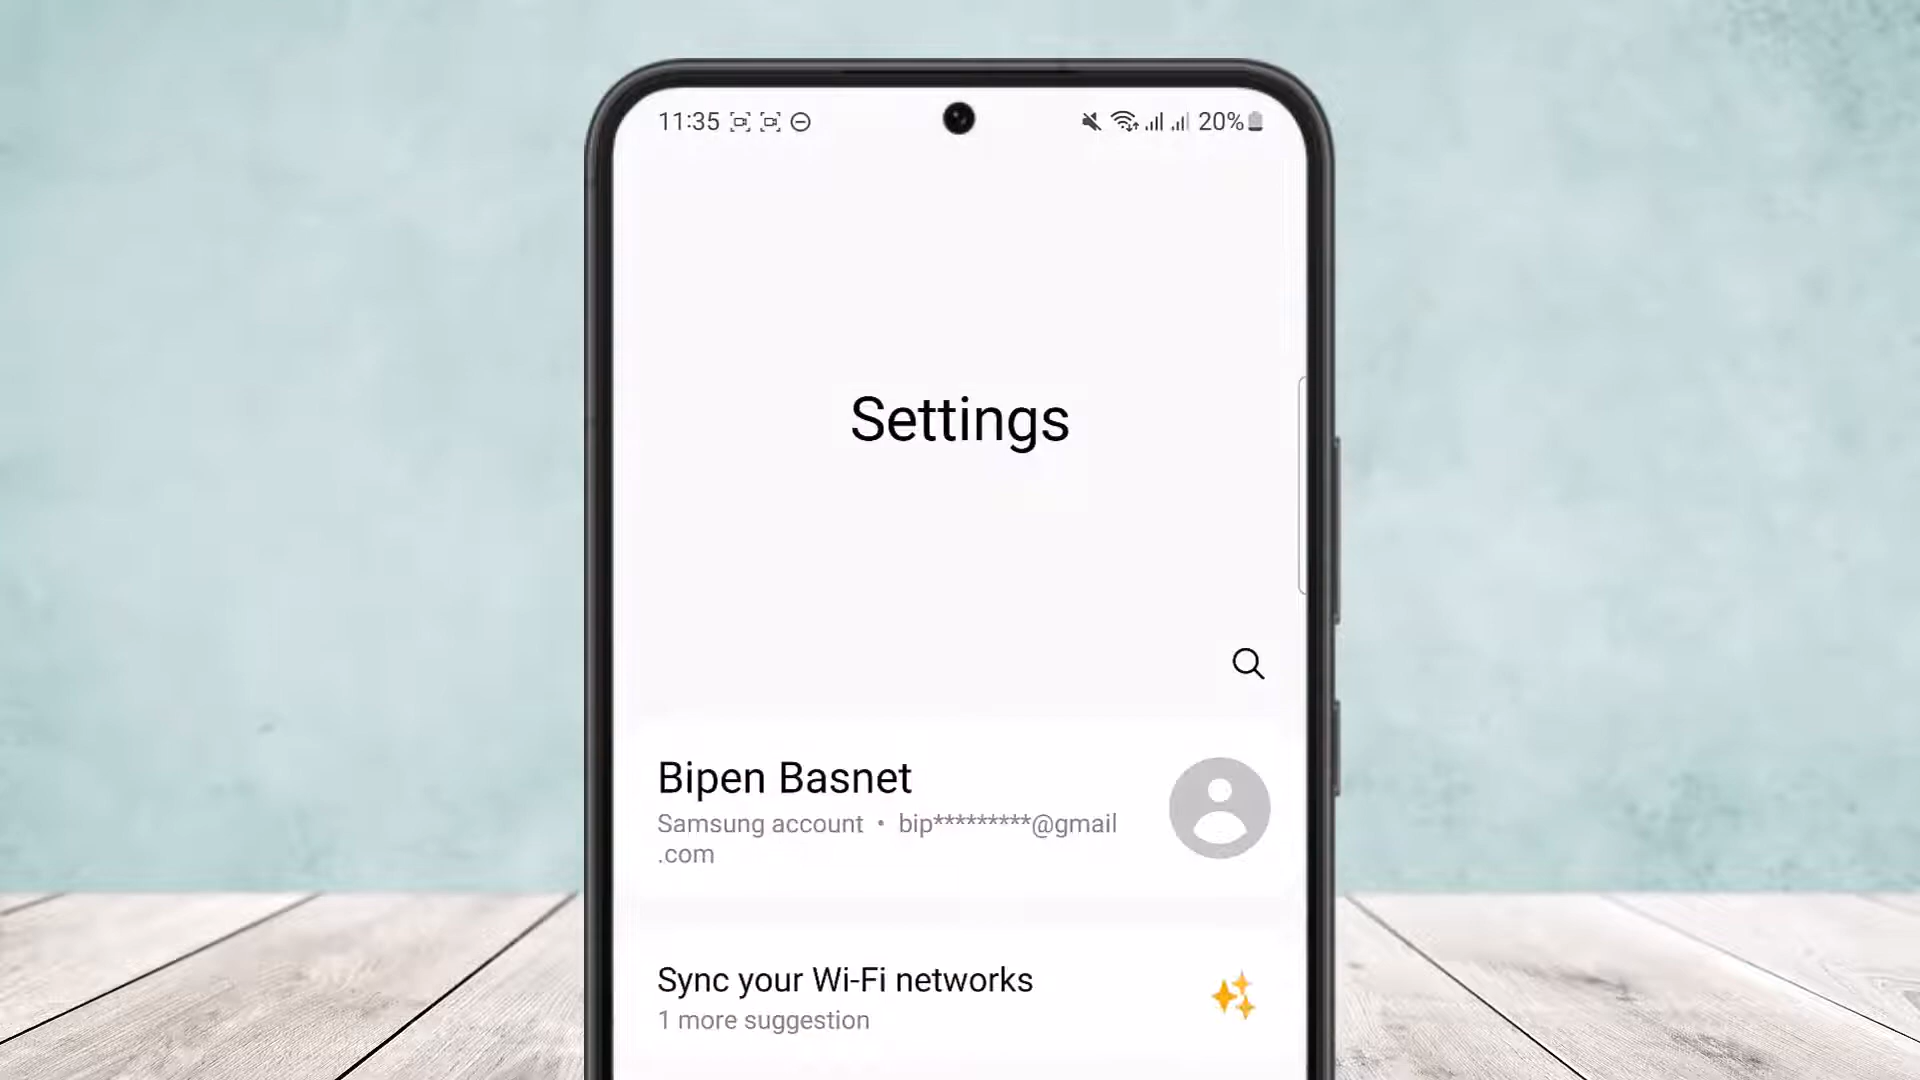 11:35 20%
Settings
Bipen Basnet
Samsung account • bip*********@gmail
.com
Sync your Wi-Fi networks
1 more suggestion